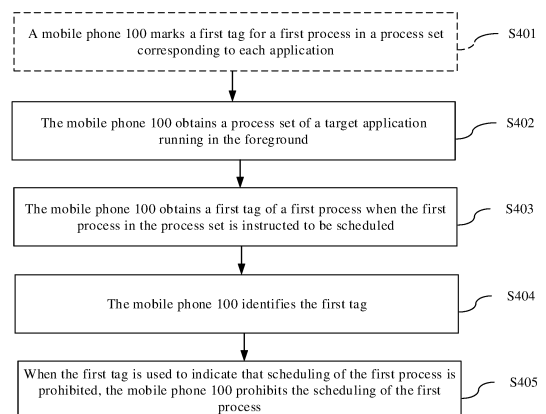 A mobile phone 100 marks a first tag for a first process in a process set
corresponding to each application
S401
The mobile phone 100 obtains a process set of a target application
running in the foreground
S402
The mobile phone 100 obtains a first tag of a first process when the first
process in the process set is instructed to be scheduled
S403
The mobile phone 100 identifies the first tag
S404
When the first tag is used to indicate that scheduling of the first process is
prohibited, the mobile phone 100 prohibits the scheduling of the first
process
S405